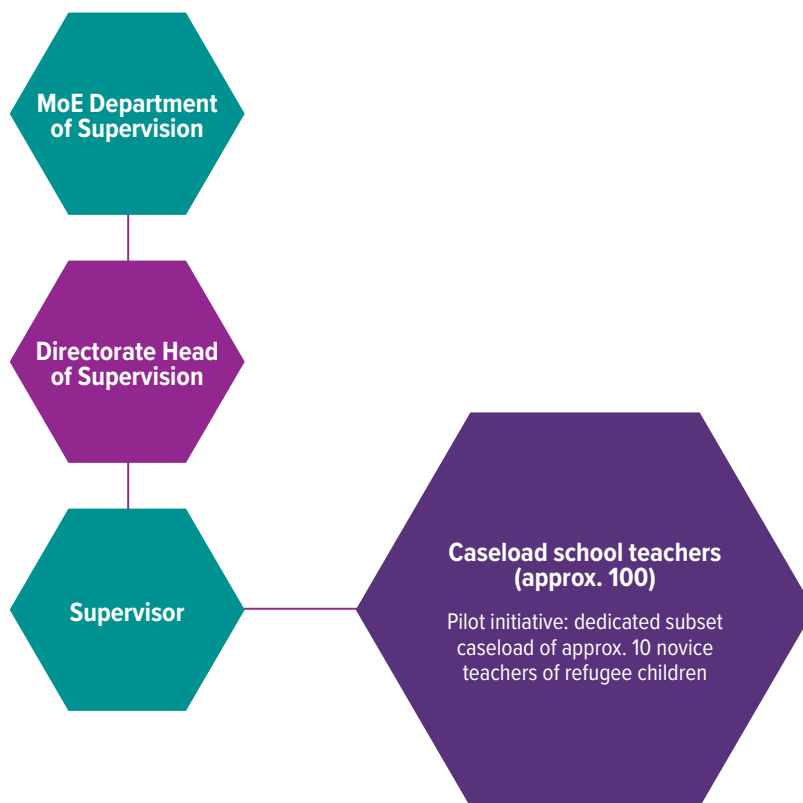 MoE Department
of Supervision
Directorate Head
of Supervision
Supervisor
Caseload school teachers
(approx. 100)
Pilot initiative: dedicated subset
caseload of approx. 10 novice
teachers of refugee children